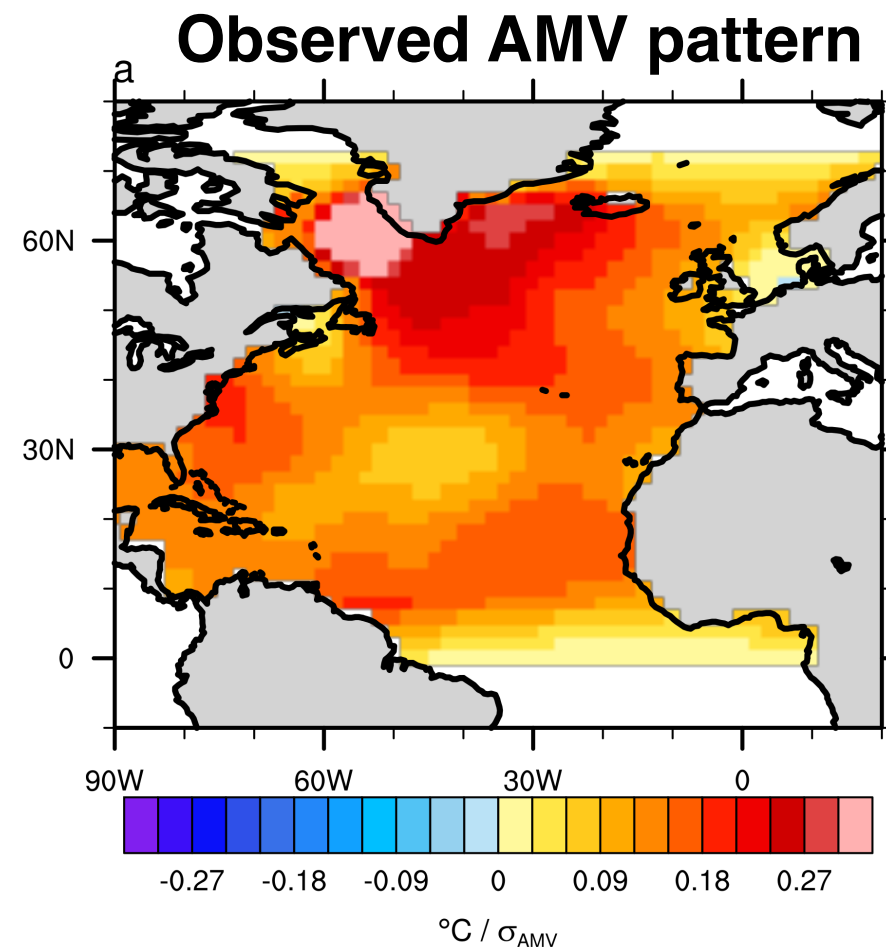 Observed AMV pattern
a
60N
30N
0
90W 60W 30W 0
-0.27 -0.18 -0.09 0 0.09 0.18 0.27
°C / σAMV